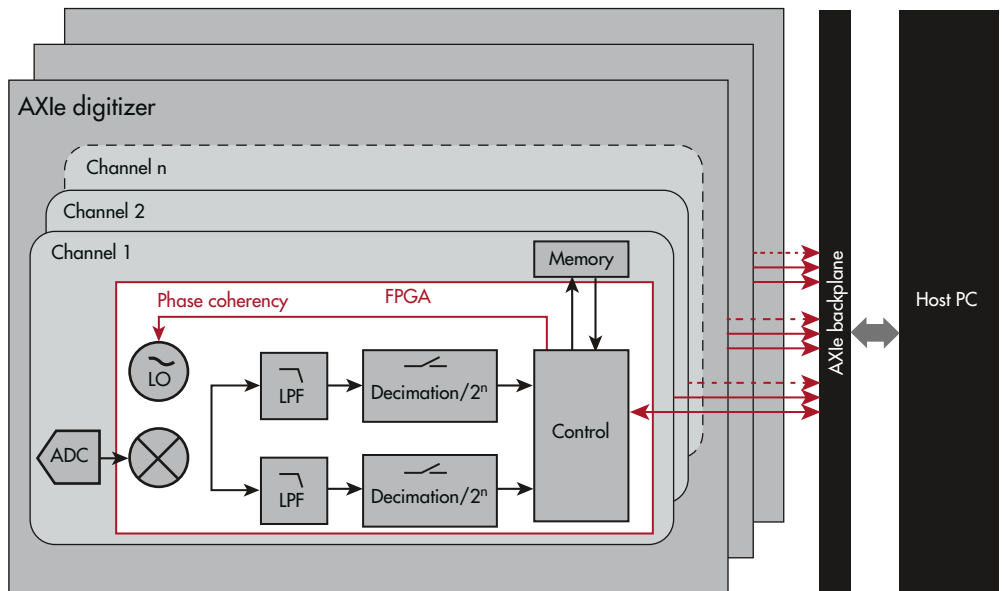 AXIe digitizer
Channel n
Channel 2
Channel 1
Memory
Phase coherency
FPGA
LO
LPF
Decimation/2ⁿ
ADC
Control
LPF
Decimation/2ⁿ
AXIe backplane
Host PC